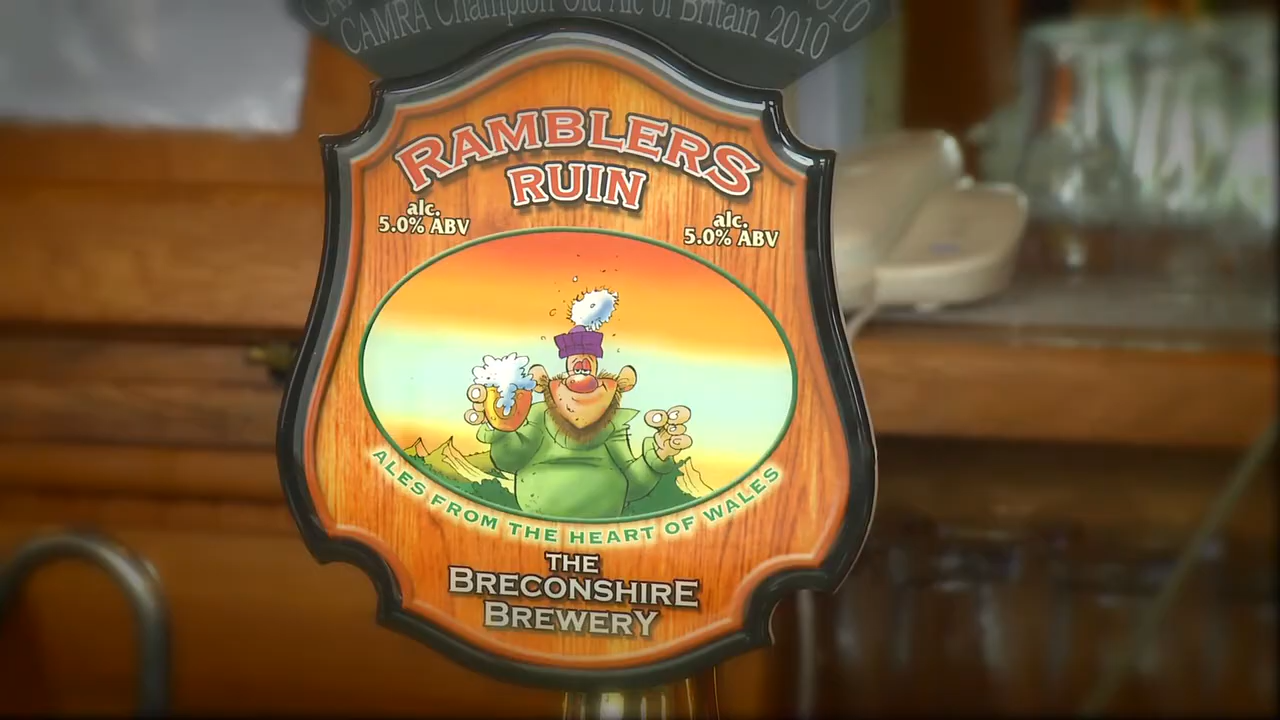 CAMRA Champion Old Ale of Britain 2010
RAMBLERS
RUIN
alc.
5.0% ABV
alc.
5.0% ABV
ALES FROM THE HEART OF WALES
THE
BRECONSHIRE
BREWERY